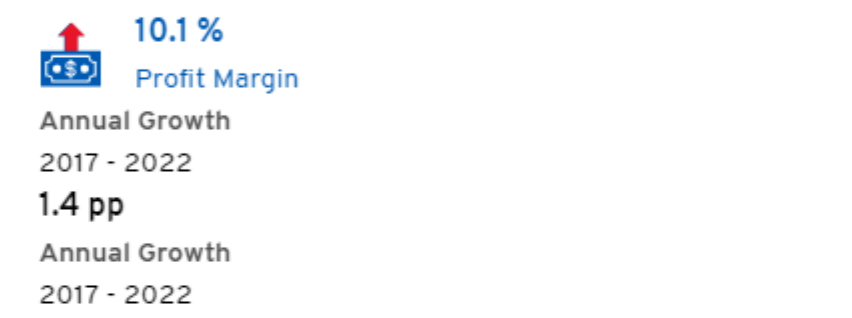 10.1 %
Profit Margin
Annual Growth
2017 - 2022
1.4 pp
Annual Growth
2017 - 2022